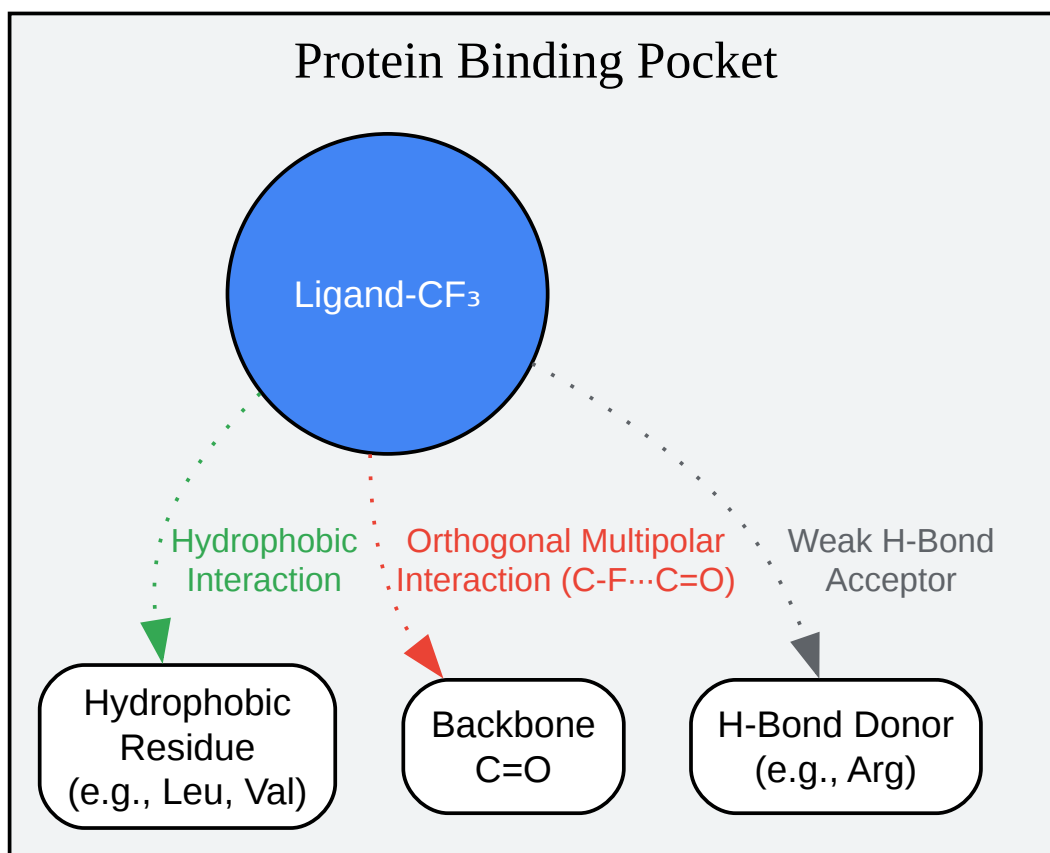 Protein Binding Pocket
Ligand-CF₃
Hydrophobic
Interaction
Orthogonal Multipolar
Interaction (C-F···C=O)
Weak H-Bond
Acceptor
Hydrophobic
Residue
(e.g., Leu, Val)
Backbone
C=O
H-Bond Donor
(e.g., Arg)